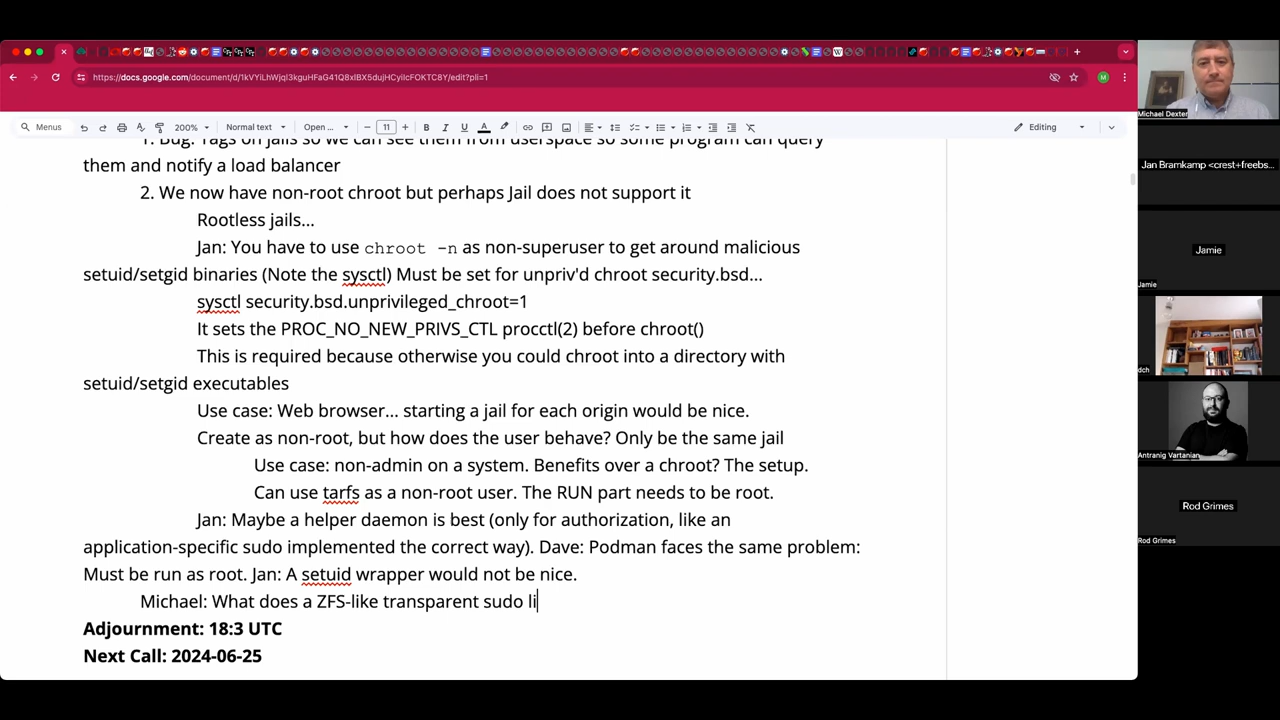 https://docs.google.com/document/d/1kVYiLhWjql3kguHFaG41Q8xlBX5dujHCyilcFOKTC8Y/edit?pli=1
M
Menus
200%
Normal text
Open ...
11
Editing
1. Bug: Tags on jails so we can see them from userspace so some program can query
them and notify a load balancer
2. We now have non-root chroot but perhaps Jail does not support it
Rootless jails...
Jan: You have to use chroot -n as non-superuser to get around malicious
setuid/setgid binaries (Note the sysctl) Must be set for unpriv'd chroot security.bsd...
sysctl security.bsd.unprivileged_chroot=1
It sets the PROC_NO_NEW_PRIVS_CTL procctl(2) before chroot()
This is required because otherwise you could chroot into a directory with
setuid/setgid executables
Use case: Web browser... starting a jail for each origin would be nice.
Create as non-root, but how does the user behave? Only be the same jail
Use case: non-admin on a system. Benefits over a chroot? The setup.
Can use tarfs as a non-root user. The RUN part needs to be root.
Jan: Maybe a helper daemon is best (only for authorization, like an
application-specific sudo implemented the correct way). Dave: Podman faces the same problem:
Must be run as root. Jan: A setuid wrapper would not be nice.
Michael: What does a ZFS-like transparent sudo li
Adjournment: 18:3 UTC
Next Call: 2024-06-25
Michael Dexter
Jan Bramkamp <crest+freebs...
Jamie
Jamie
dch
Antranig Vartanian
Rod Grimes
Rod Grimes